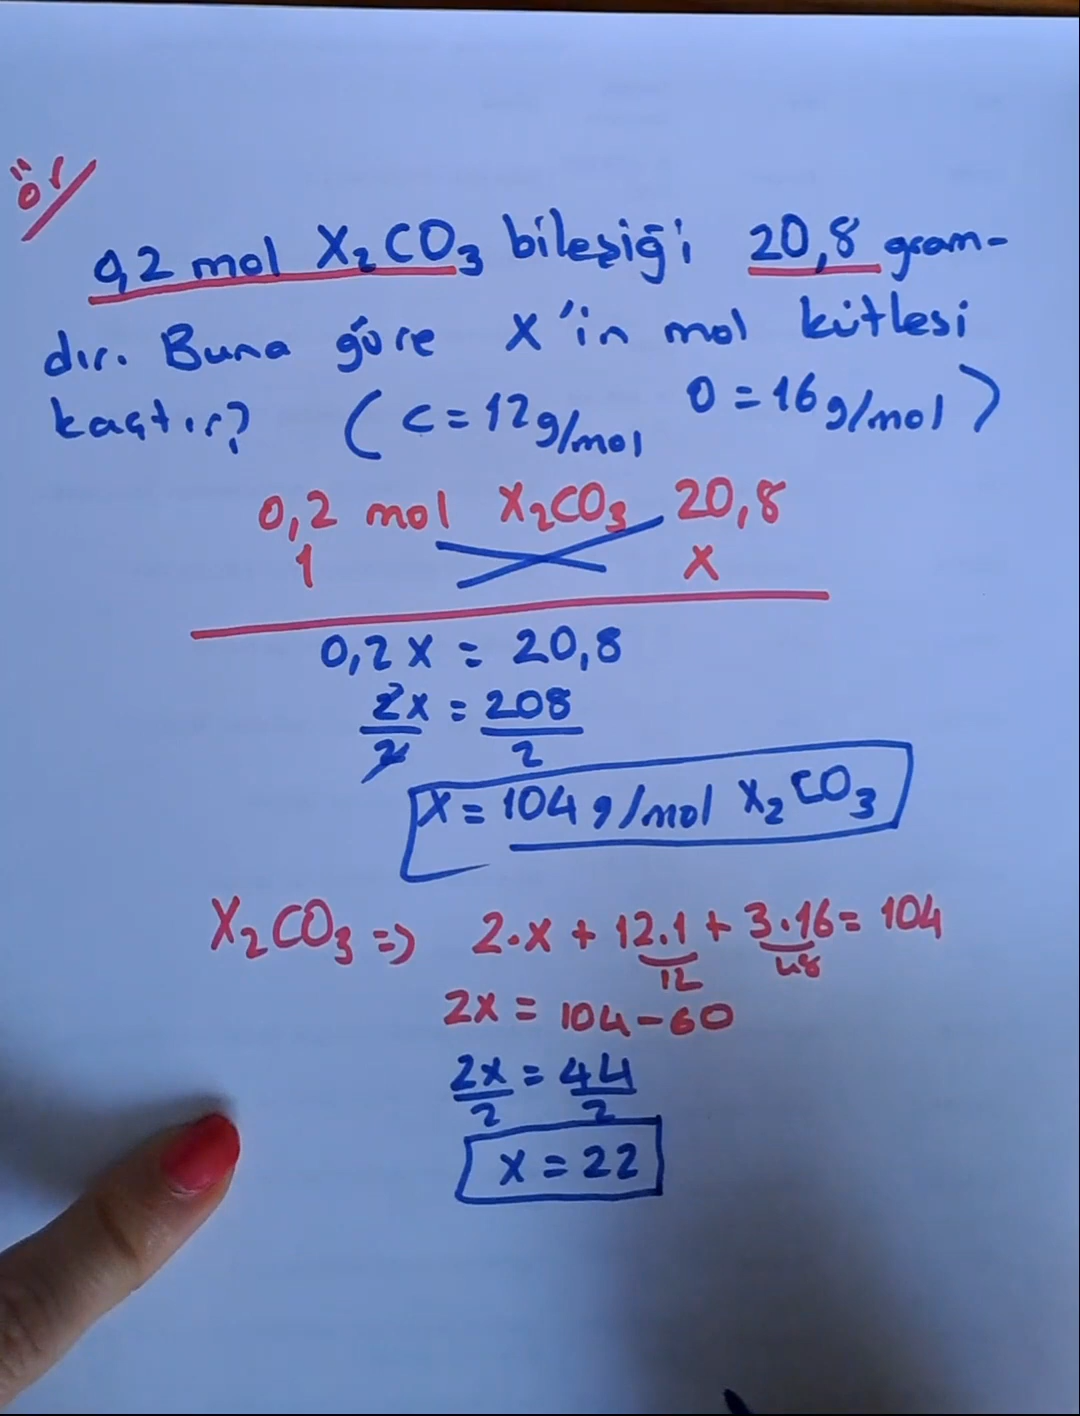 ör/
0,2 mol X₂CO₃ bileşiği 20,8 gram-
dır. Buna göre X'in mol kütlesi
kaçtır? (C=12g/mol O=16g/mol)
0,2 mol X₂CO₃ 20,8
1 x
0,2x = 20,8
2x/2 = 208/2
x=104 g/mol X₂CO₃
X₂CO₃ => 2.x + 12.1 + 3.16 = 104
12 48
2x = 104-60
2x/2 = 44/2
x=22